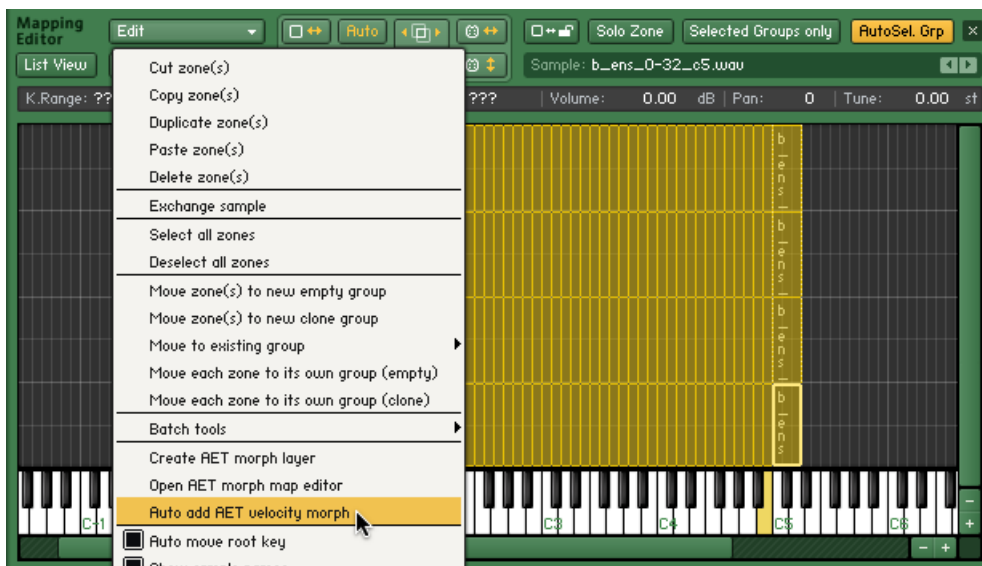 Mapping
Editor
Edit
Auto
Solo Zone
Selected Groups only
AutoSel. Grp
×
List View
Sample: b_ens_0-32_c5.wav
K.Range: ??
???
Volume: 0.00 dB
Pan: 0
Tune: 0.00 st
Cut zone(s)
Copy zone(s)
Duplicate zone(s)
Paste zone(s)
Delete zone(s)
Exchange sample
Select all zones
Deselect all zones
Move zone(s) to new empty group
Move zone(s) to new clone group
Move to existing group
Move each zone to its own group (empty)
Move each zone to its own group (clone)
Batch tools
Create AET morph layer
Open AET morph map editor
Auto add AET velocity morph
Auto move root key
b_ens_
b_ens_
b_ens_
b_ens
C-1
C3
C4
C5
C6